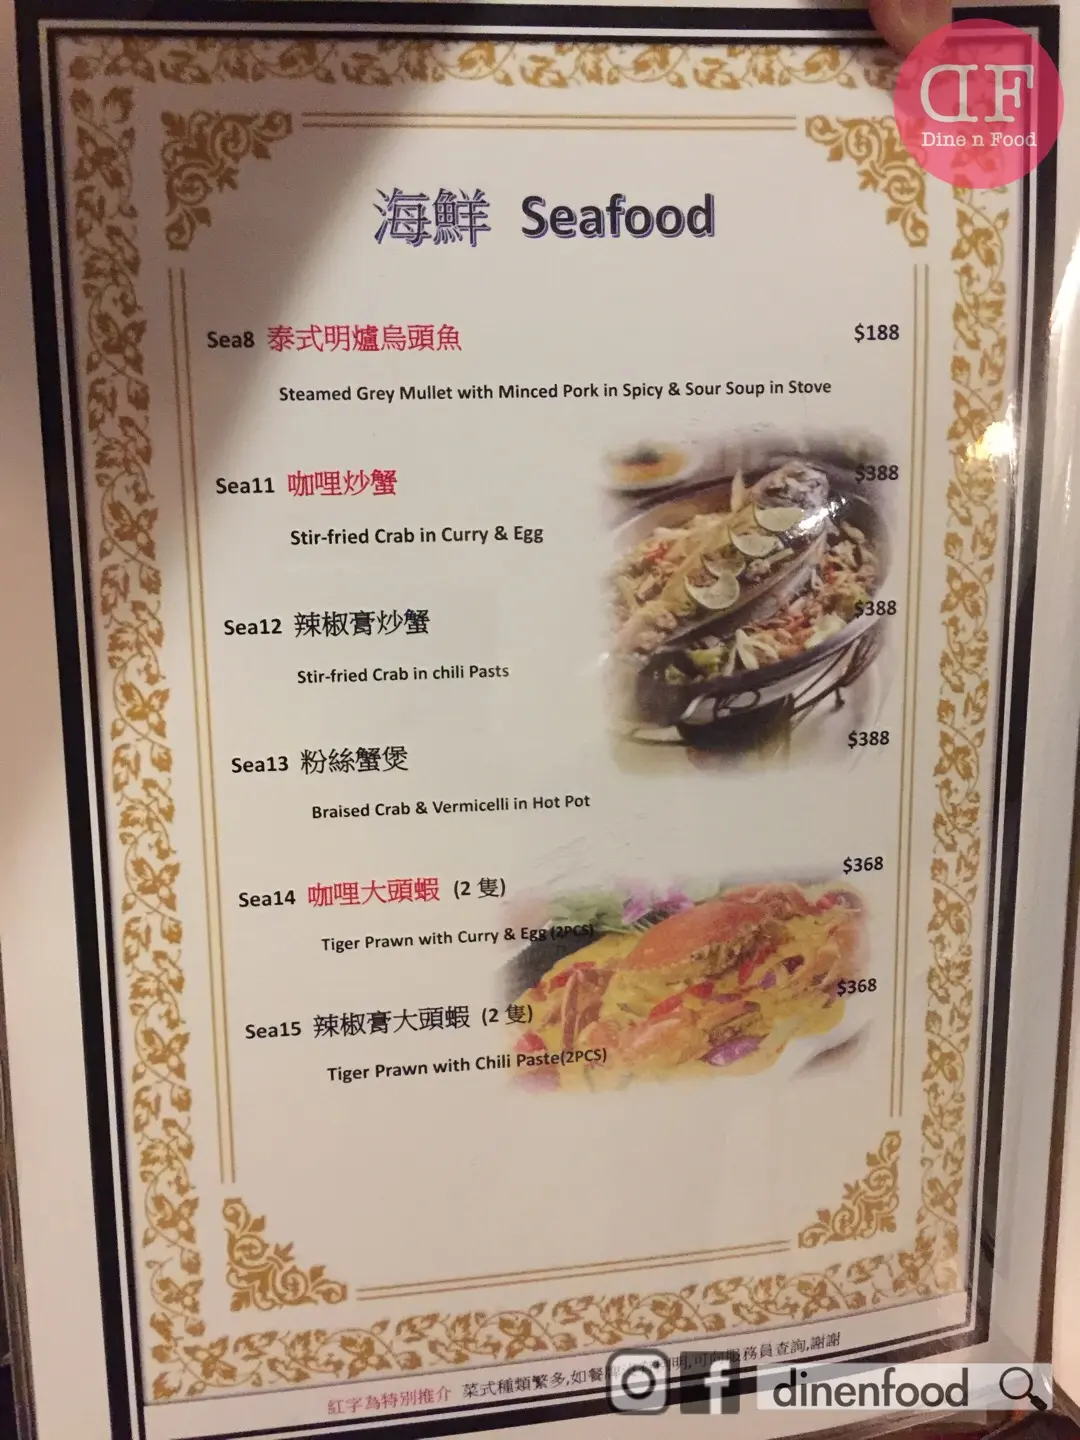 DF
Dine n Food
海鮮 Seafood
Sea8 泰式明爐烏頭魚 $188
Steamed Grey Mullet with Minced Pork in Spicy & Sour Soup in Stove
Sea11 咖哩炒蟹 $388
Stir-fried Crab in Curry & Egg
Sea12 辣椒膏炒蟹 $388
Stir-fried Crab in chili Pasts
Sea13 粉絲蟹煲 $388
Braised Crab & Vermicelli in Hot Pot
Sea14 咖哩大頭蝦 (2 隻) $368
Tiger Prawn with Curry & Egg (2PCS)
Sea15 辣椒膏大頭蝦 (2 隻) $368
Tiger Prawn with Chili Paste(2PCS)
紅字為特別推介 菜式種類繁多,如餐牌 明,可向服務員查詢,謝謝
dinenfood